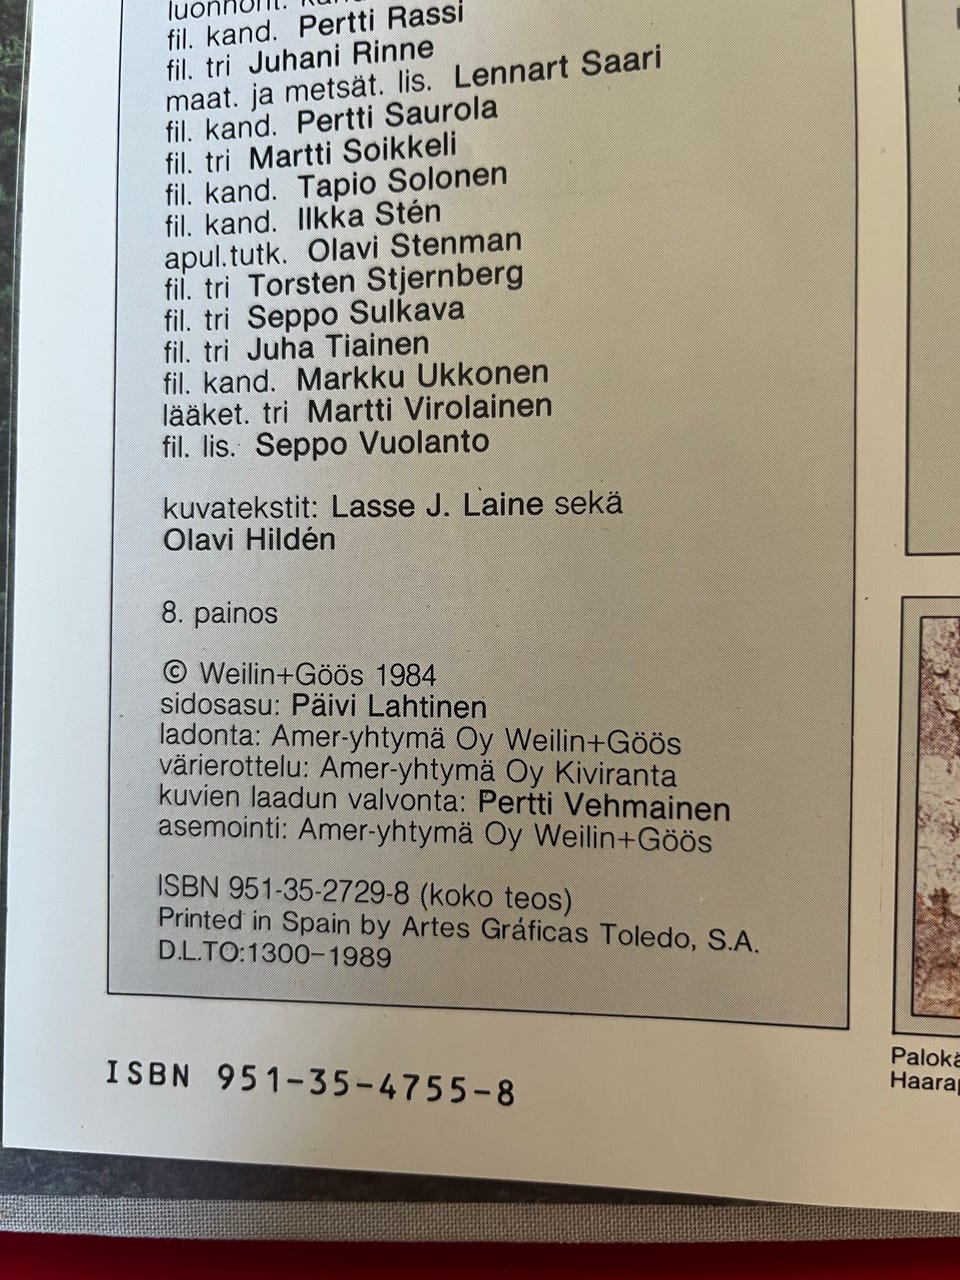 luonnont.
fil. kand. Pertti Rassi
fil. tri Juhani Rinne
maat. ja metsät. lis. Lennart Saari
fil. kand. Pertti Saurola
fil. tri Martti Soikkeli
fil. kand. Tapio Solonen
fil. kand. Ilkka Stén
apul.tutk. Olavi Stenman
fil. tri Torsten Stjernberg
fil. tri Seppo Sulkava
fil. tri Juha Tiainen
fil. kand. Markku Ukkonen
lääket. tri Martti Virolainen
fil. lis. Seppo Vuolanto
kuvatekstit: Lasse J. Laine sekä
Olavi Hildén
8. painos
© Weilin+Göös 1984
sidosasu: Päivi Lahtinen
ladonta: Amer-yhtymä Oy Weilin+Göös
värierottelu: Amer-yhtymä Oy Kiviranta
kuvien laadun valvonta: Pertti Vehmainen
asemointi: Amer-yhtymä Oy Weilin+Göös
ISBN 951-35-2729-8 (koko teos)
Printed in Spain by Artes Gráficas Toledo, S.A.
D.L.TO:1300-1989
ISBN 951-35-4755-8